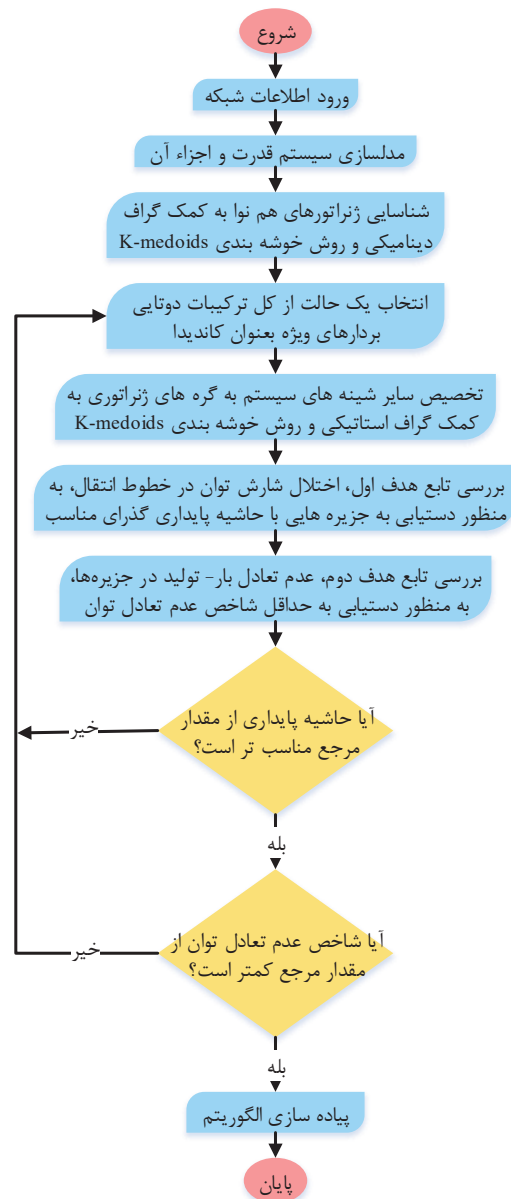 شروع
ورود اطلاعات شبکه
مدلسازی سیستم قدرت و اجزاء آن
شناسایی ژنراتورهای هم نوا به کمک گراف
دینامیکی و روش خوشه بندی K-medoids
انتخاب یک حالت از کل ترکیبات دوتایی
بردارهای ویژه بعنوان کاندیدا
تخصیص سایر شینه های سیستم به گره های ژنراتوری به
کمک گراف استاتیکی و روش خوشه بندی K-medoids
بررسی تابع هدف اول، اختلال شارش توان در خطوط انتقال، به
منظور دستیابی به جزیره هایی با حاشیه پایداری گذرای مناسب
بررسی تابع هدف دوم، عدم تعادل بار- تولید در جزیره‌ها،
به منظور دستیابی به حداقل شاخص عدم تعادل توان
آیا حاشیه پایداری از مقدار
مرجع مناسب تر است؟
خیر
بله
آیا شاخص عدم تعادل توان از
مقدار مرجع کمتر است؟
خیر
بله
پیاده سازی الگوریتم
پایان